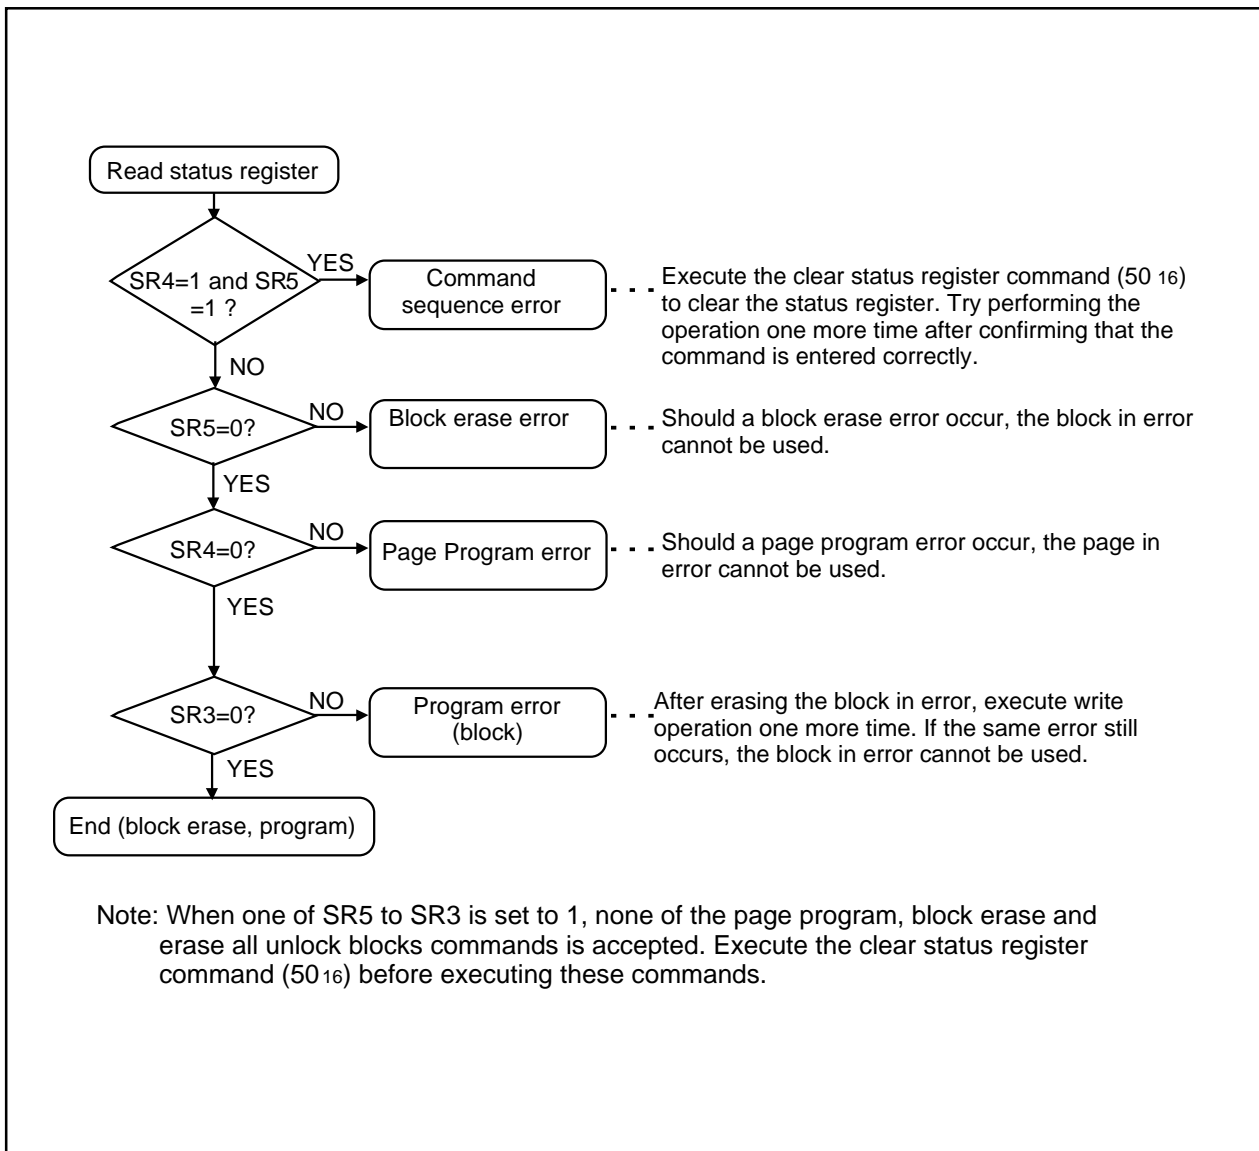 Read status register
SR4=1 and SR5
=1 ?
YES
Command
sequence error
Execute the clear status register command (50 16)
to clear the status register. Try performing the
operation one more time after confirming that the
command is entered correctly.
NO
SR5=0?
NO
Block erase error
Should a block erase error occur, the block in error
cannot be used.
YES
SR4=0?
NO
Page Program error
Should a page program error occur, the page in
error cannot be used.
YES
SR3=0?
NO
Program error
(block)
After erasing the block in error, execute write
operation one more time. If the same error still
occurs, the block in error cannot be used.
YES
End (block erase, program)
Note: When one of SR5 to SR3 is set to 1, none of the page program, block erase and
erase all unlock blocks commands is accepted. Execute the clear status register
command (5016) before executing these commands.